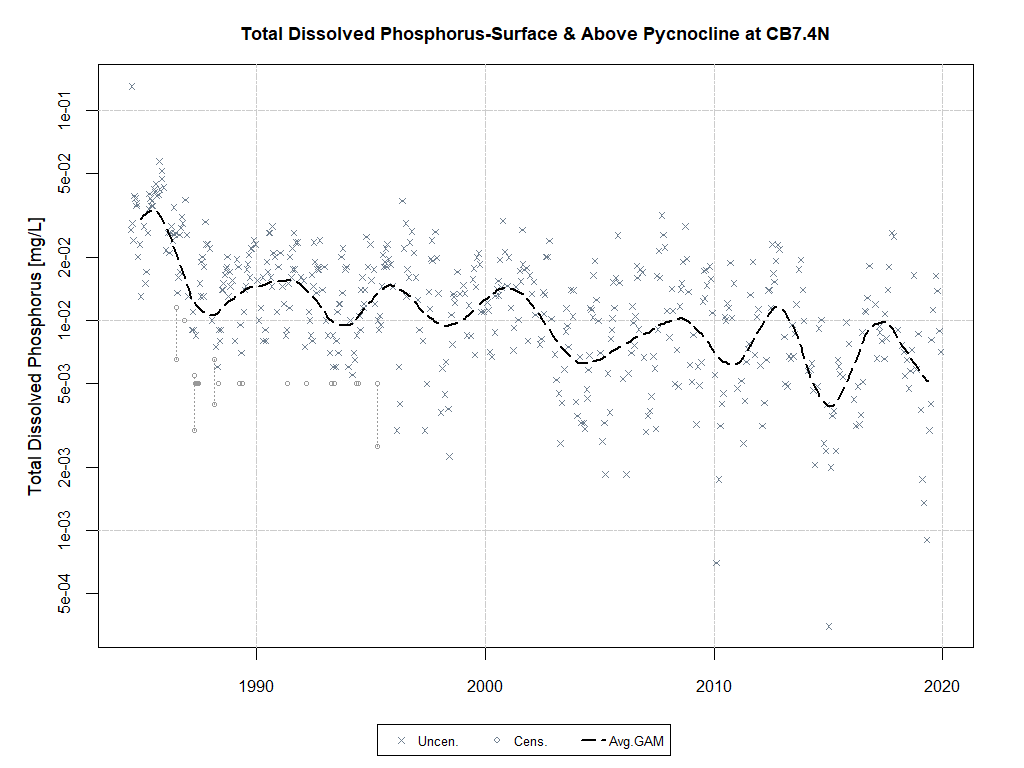 Total Dissolved Phosphorus-Surface & Above Pycnocline at CB7.4N
Total Dissolved Phosphorus [mg/L]
1e-01
5e-02
2e-02
1e-02
5e-03
2e-03
1e-03
5e-04
1990
2000
2010
2020
Uncen.
Cens.
Avg.GAM